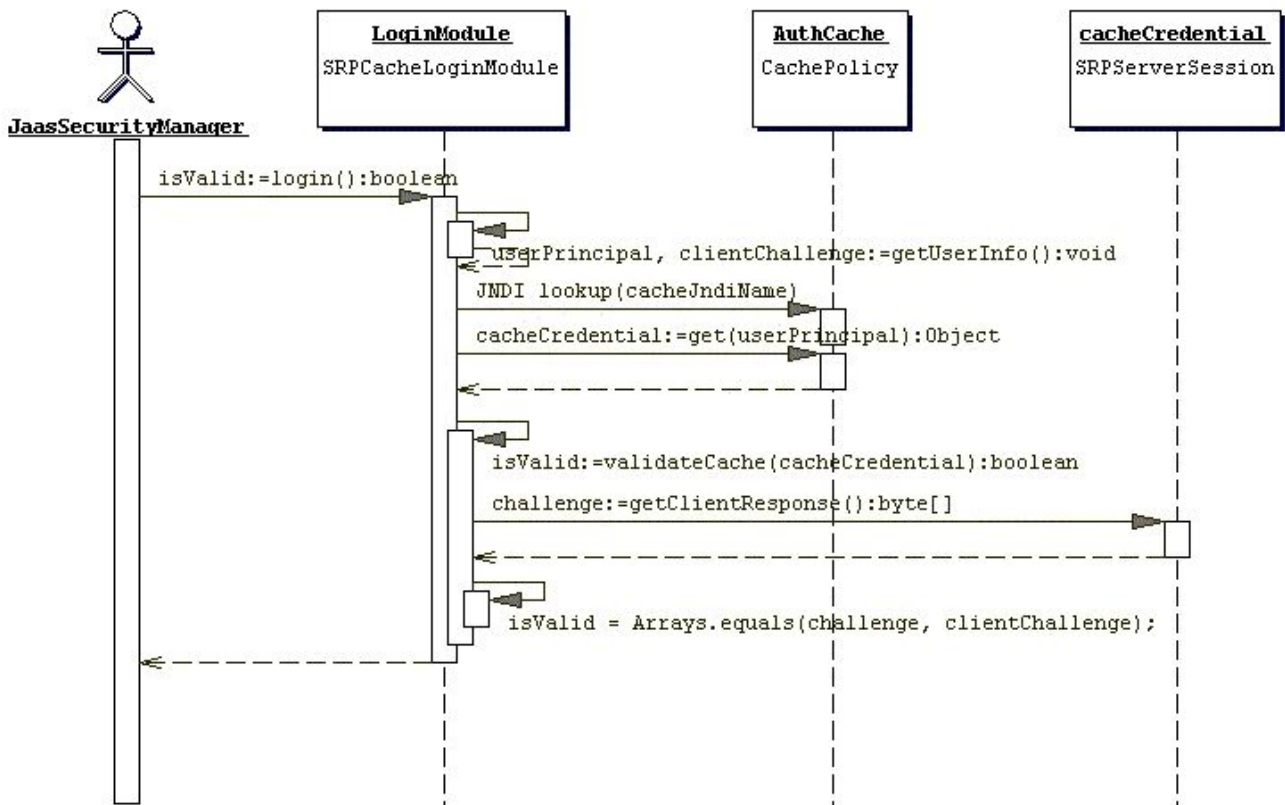 LoginModule
SRPCacheLoginModule
AuthCache
CachePolicy
cacheCredential
SRPServerSession
JaasSecurityManager
isValid:=login():boolean
userPrincipal, clientChallenge:=getUserInfo():void
JNDI lookup(cacheJndiName)
cacheCredential:=get(userPrincipal):Object
isValid:=validateCache(cacheCredential):boolean
challenge:=getClientResponse():byte[]
isValid = Arrays.equals(challenge, clientChallenge);